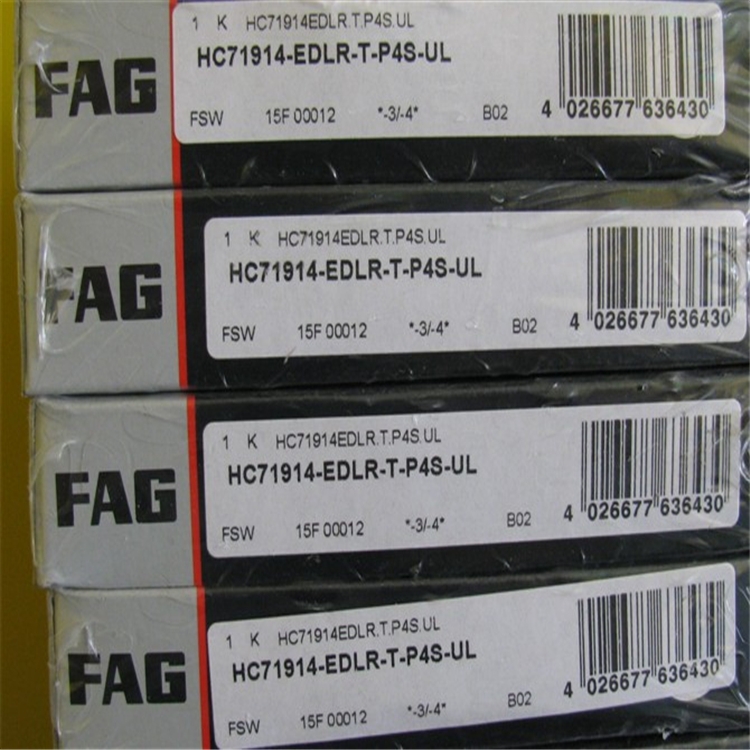 FAG
1 K HC71914EDLR.T.P4S.UL
HC71914-EDLR-T-P4S-UL
FSW 15F 00012 *-3/-4* B02
4 026677 636430
FAG
1 K HC71914EDLR.T.P4S.UL
HC71914-EDLR-T-P4S-UL
FSW 15F 00012 *-3/-4* B02
4 026677 636430
FAG
1 K HC71914EDLR.T.P4S.UL
HC71914-EDLR-T-P4S-UL
FSW 15F 00012 *-3/-4* B02
4 026677 636430
FAG
1 K HC71914EDLR.T.P4S.UL
HC71914-EDLR-T-P4S-UL
FSW 15F 00012 *-3/-4* B02
4 026677 636430